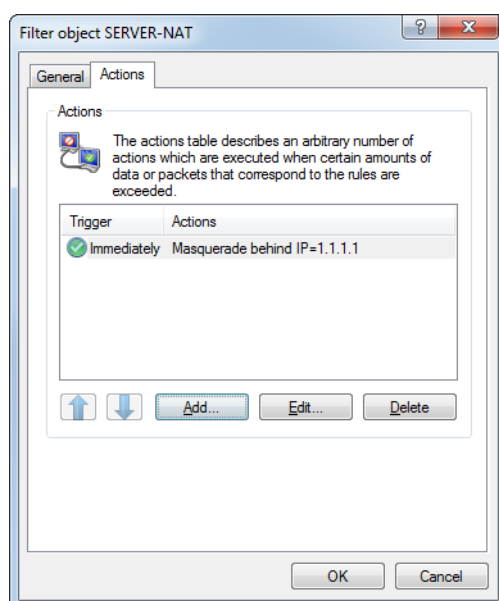 Filter object SERVER-NAT
?
X
General Actions
Actions
The actions table describes an arbitrary number of
actions which are executed when certain amounts of
data or packets that correspond to the rules are
exceeded.
Trigger Actions
Immediately Masquerade behind IP=1.1.1.1
Add... Edit... Delete
OK Cancel